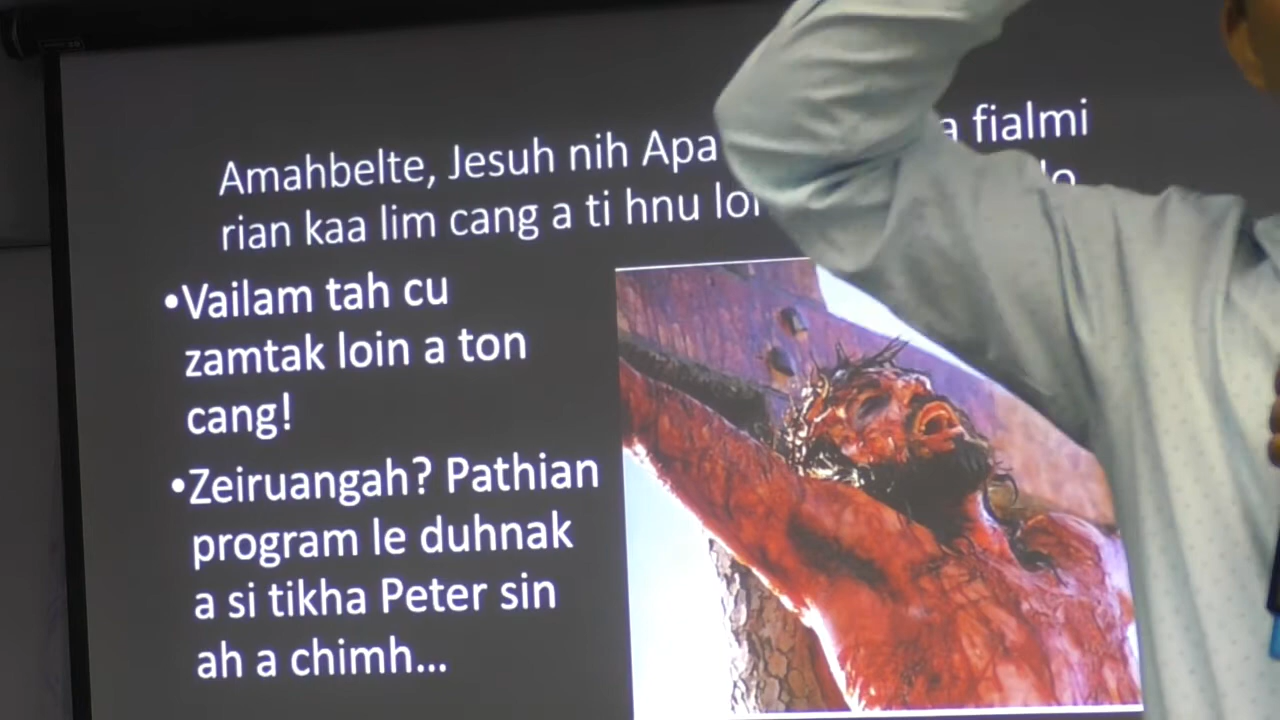 Amahbelte, Jesuh nih Apa a fialmi
rian kaa lim cang a ti hnu lo
•Vailam tah cu
zamtak loin a ton
cang!
•Zeiruangah? Pathian
program le duhnak
a si tikha Peter sin
ah a chimh...